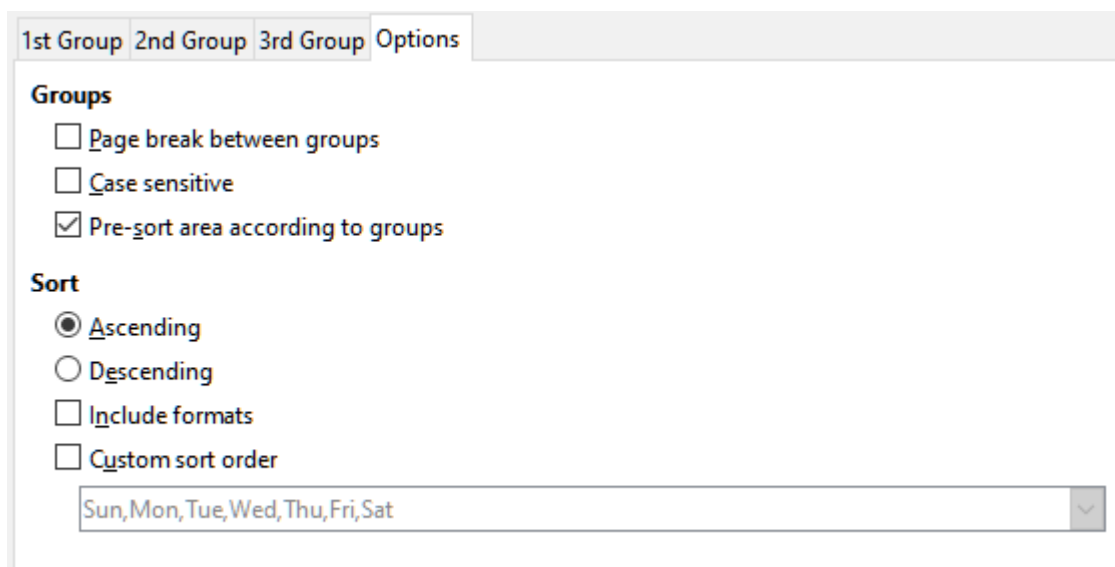 1st Group 2nd Group 3rd Group Options
Groups
Page break between groups
Case sensitive
Pre-sort area according to groups
Sort
Ascending
Descending
Include formats
Custom sort order
Sun,Mon,Tue,Wed,Thu,Fri,Sat